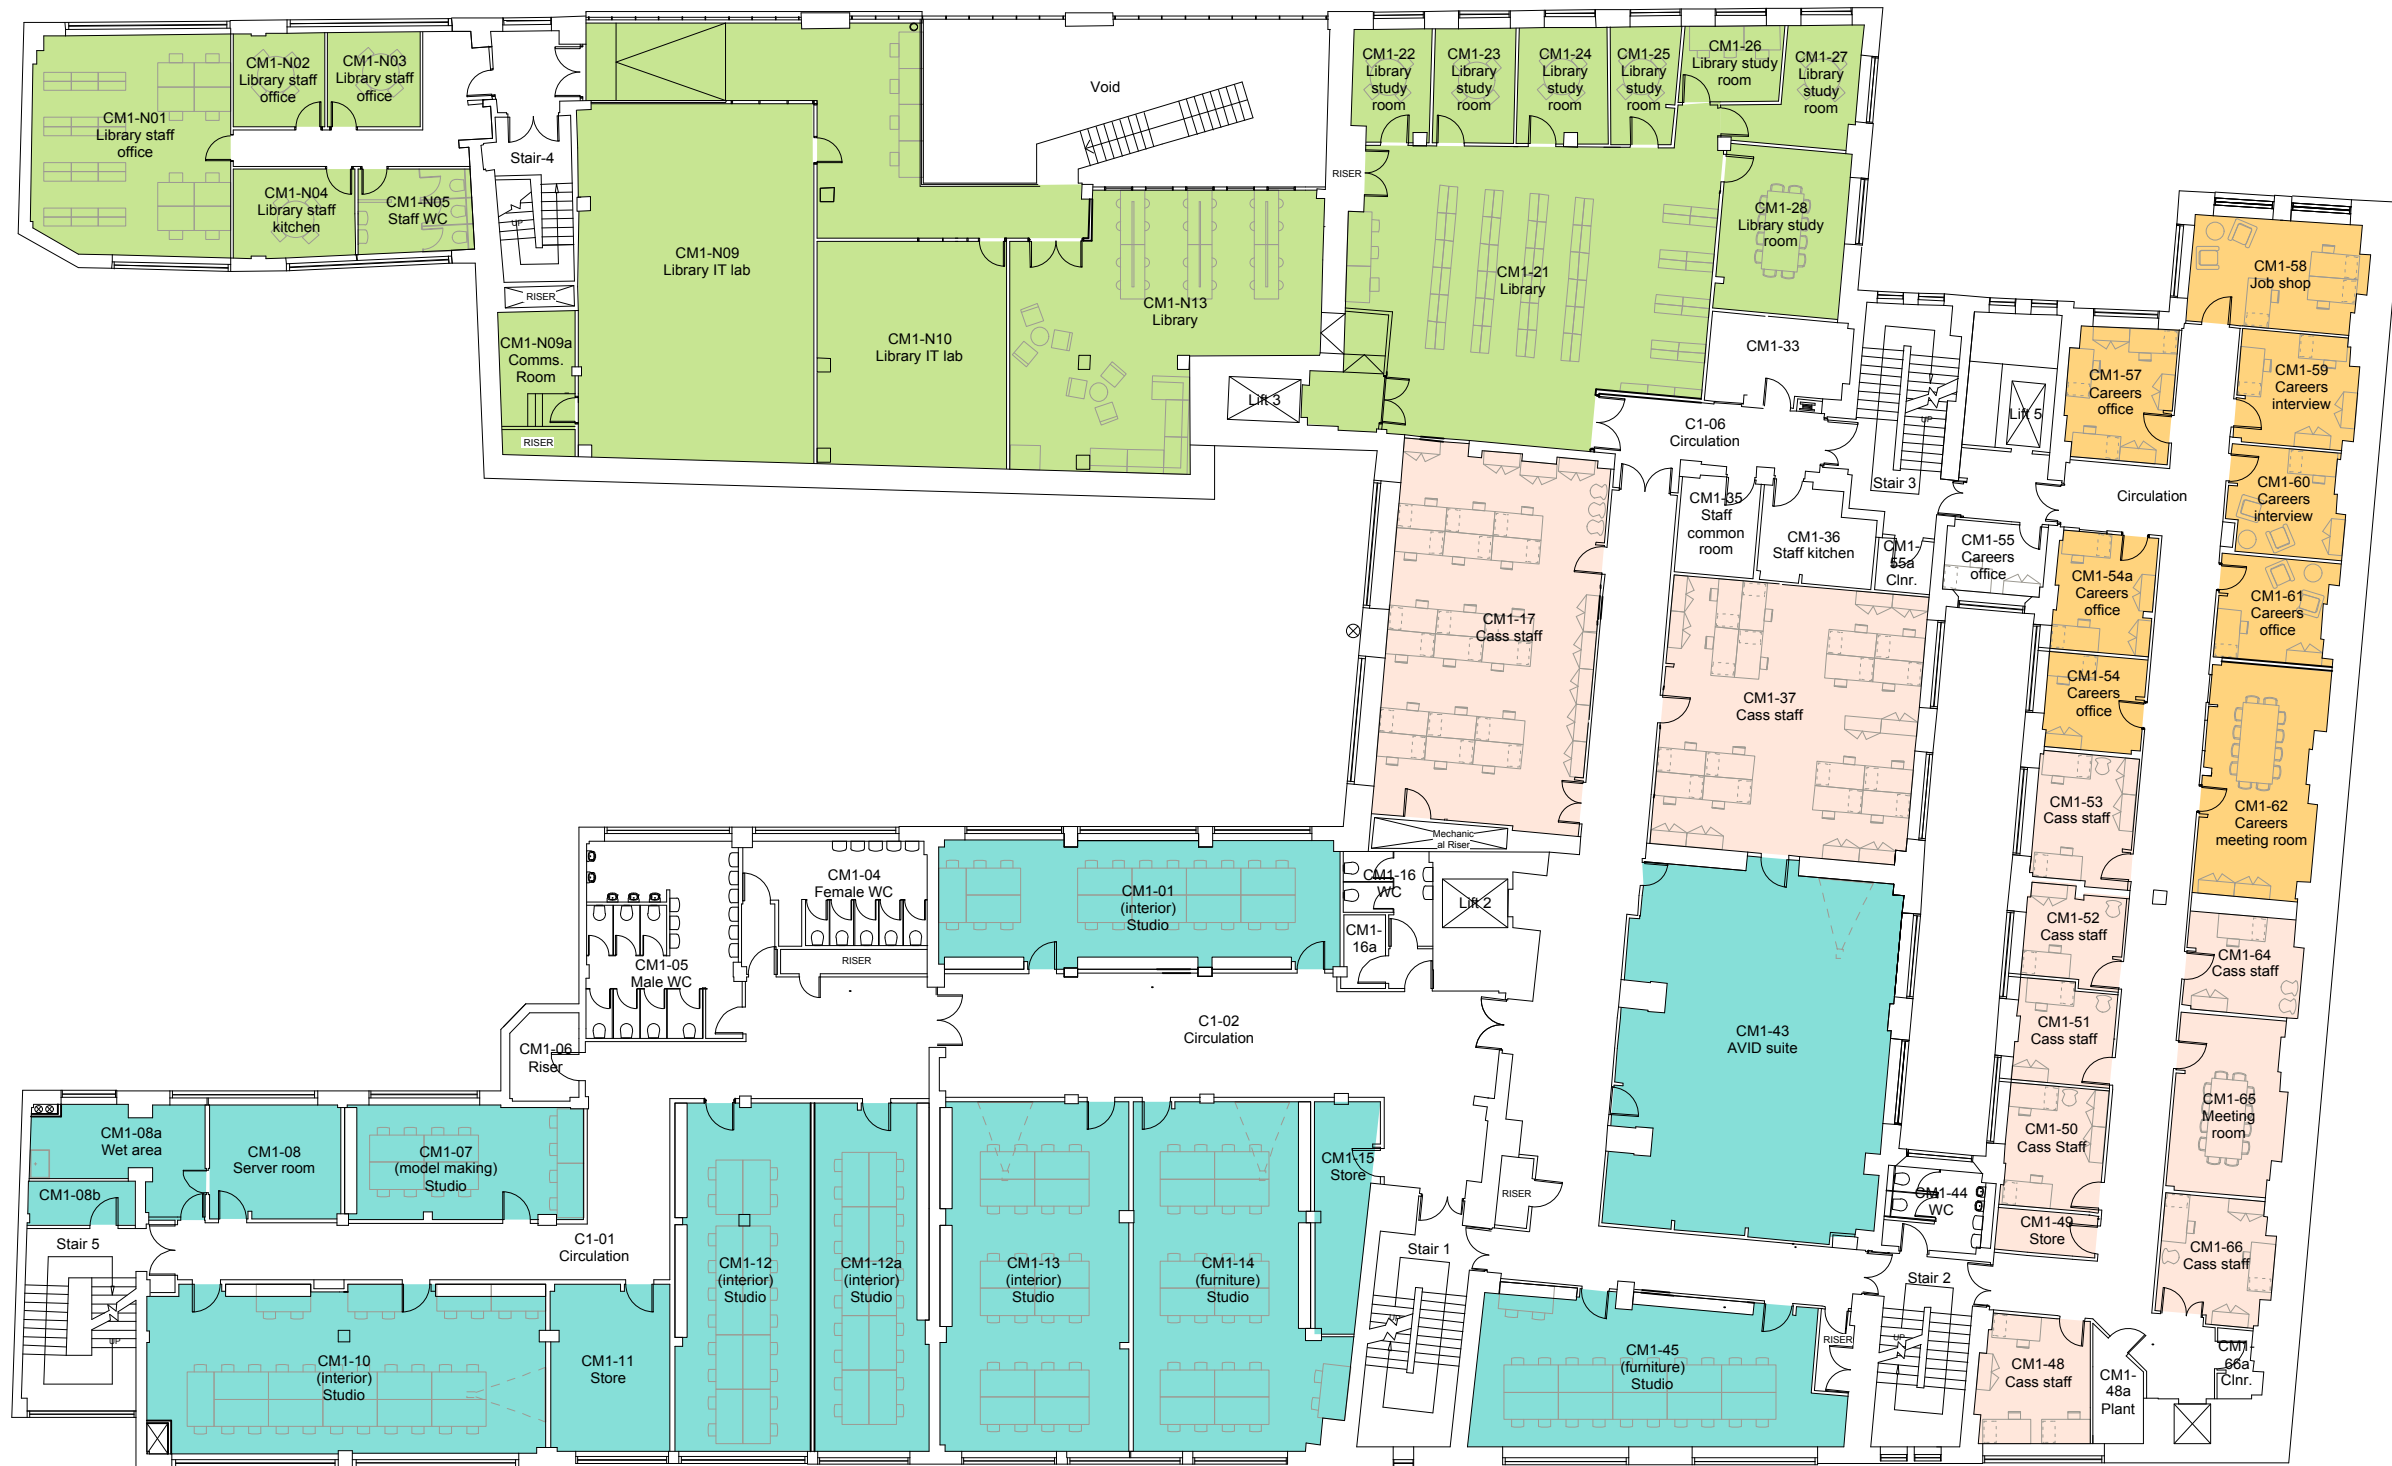 CM1-N01
Library staff
office
CM1-N02
Library staff
office
CM1-N03
Library staff
office
CM1-N04
Library staff
kitchen
CM1-N05
Staff WC
Stair-4
UP
RISER
CM1-N09a
Comms.
Room
RISER
CM1-N09
Library IT lab
CM1-N10
Library IT lab
CM1-N13
Library
Void
RISER
CM1-22
Library
study
room
CM1-23
Library
study
room
CM1-24
Library
study
room
CM1-25
Library
study
room
CM1-26
Library study
room
CM1-27
Library
study
room
CM1-28
Library study
room
CM1-21
Library
Lift 3
CM1-33
C1-06
Circulation
Stair 3
UP
Lift 5
CM1-35
Staff
common
room
CM1-36
Staff kitchen
CM1-
55a
Clnr.
CM1-55
Careers
office
Circulation
CM1-58
Job shop
CM1-57
Careers
office
CM1-59
Careers
interview
CM1-60
Careers
interview
CM1-54a
Careers
office
CM1-61
Careers
office
CM1-54
Careers
office
CM1-62
Careers
meeting room
CM1-17
Cass staff
CM1-37
Cass staff
CM1-53
Cass staff
CM1-52
Cass staff
CM1-64
Cass staff
CM1-51
Cass staff
CM1-50
Cass Staff
CM1-65
Meeting
room
CM1-49
Store
CM1-66
Cass staff
CM1-48
Cass staff
CM1-
48a
Plant
CM1-
66a
Clnr.
Mechanic
al Riser
CM1-16
WC
CM1-
16a
Lift 2
CM1-04
Female WC
CM1-05
Male WC
RISER
CM1-01
(interior)
Studio
CM1-43
AVID suite
C1-02
Circulation
CM1-06
Riser
CM1-08a
Wet area
CM1-08
Server room
CM1-07
(model making)
Studio
CM1-08b
Stair 5
UP
C1-01
Circulation
CM1-10
(interior)
Studio
CM1-11
Store
CM1-12
(interior)
Studio
CM1-12a
(interior)
Studio
CM1-13
(interior)
Studio
CM1-14
(furniture)
Studio
CM1-15
Store
Stair 1
UP
RISER
CM1-45
(furniture)
Studio
RISER
CM1-44
WC
Stair 2
UP